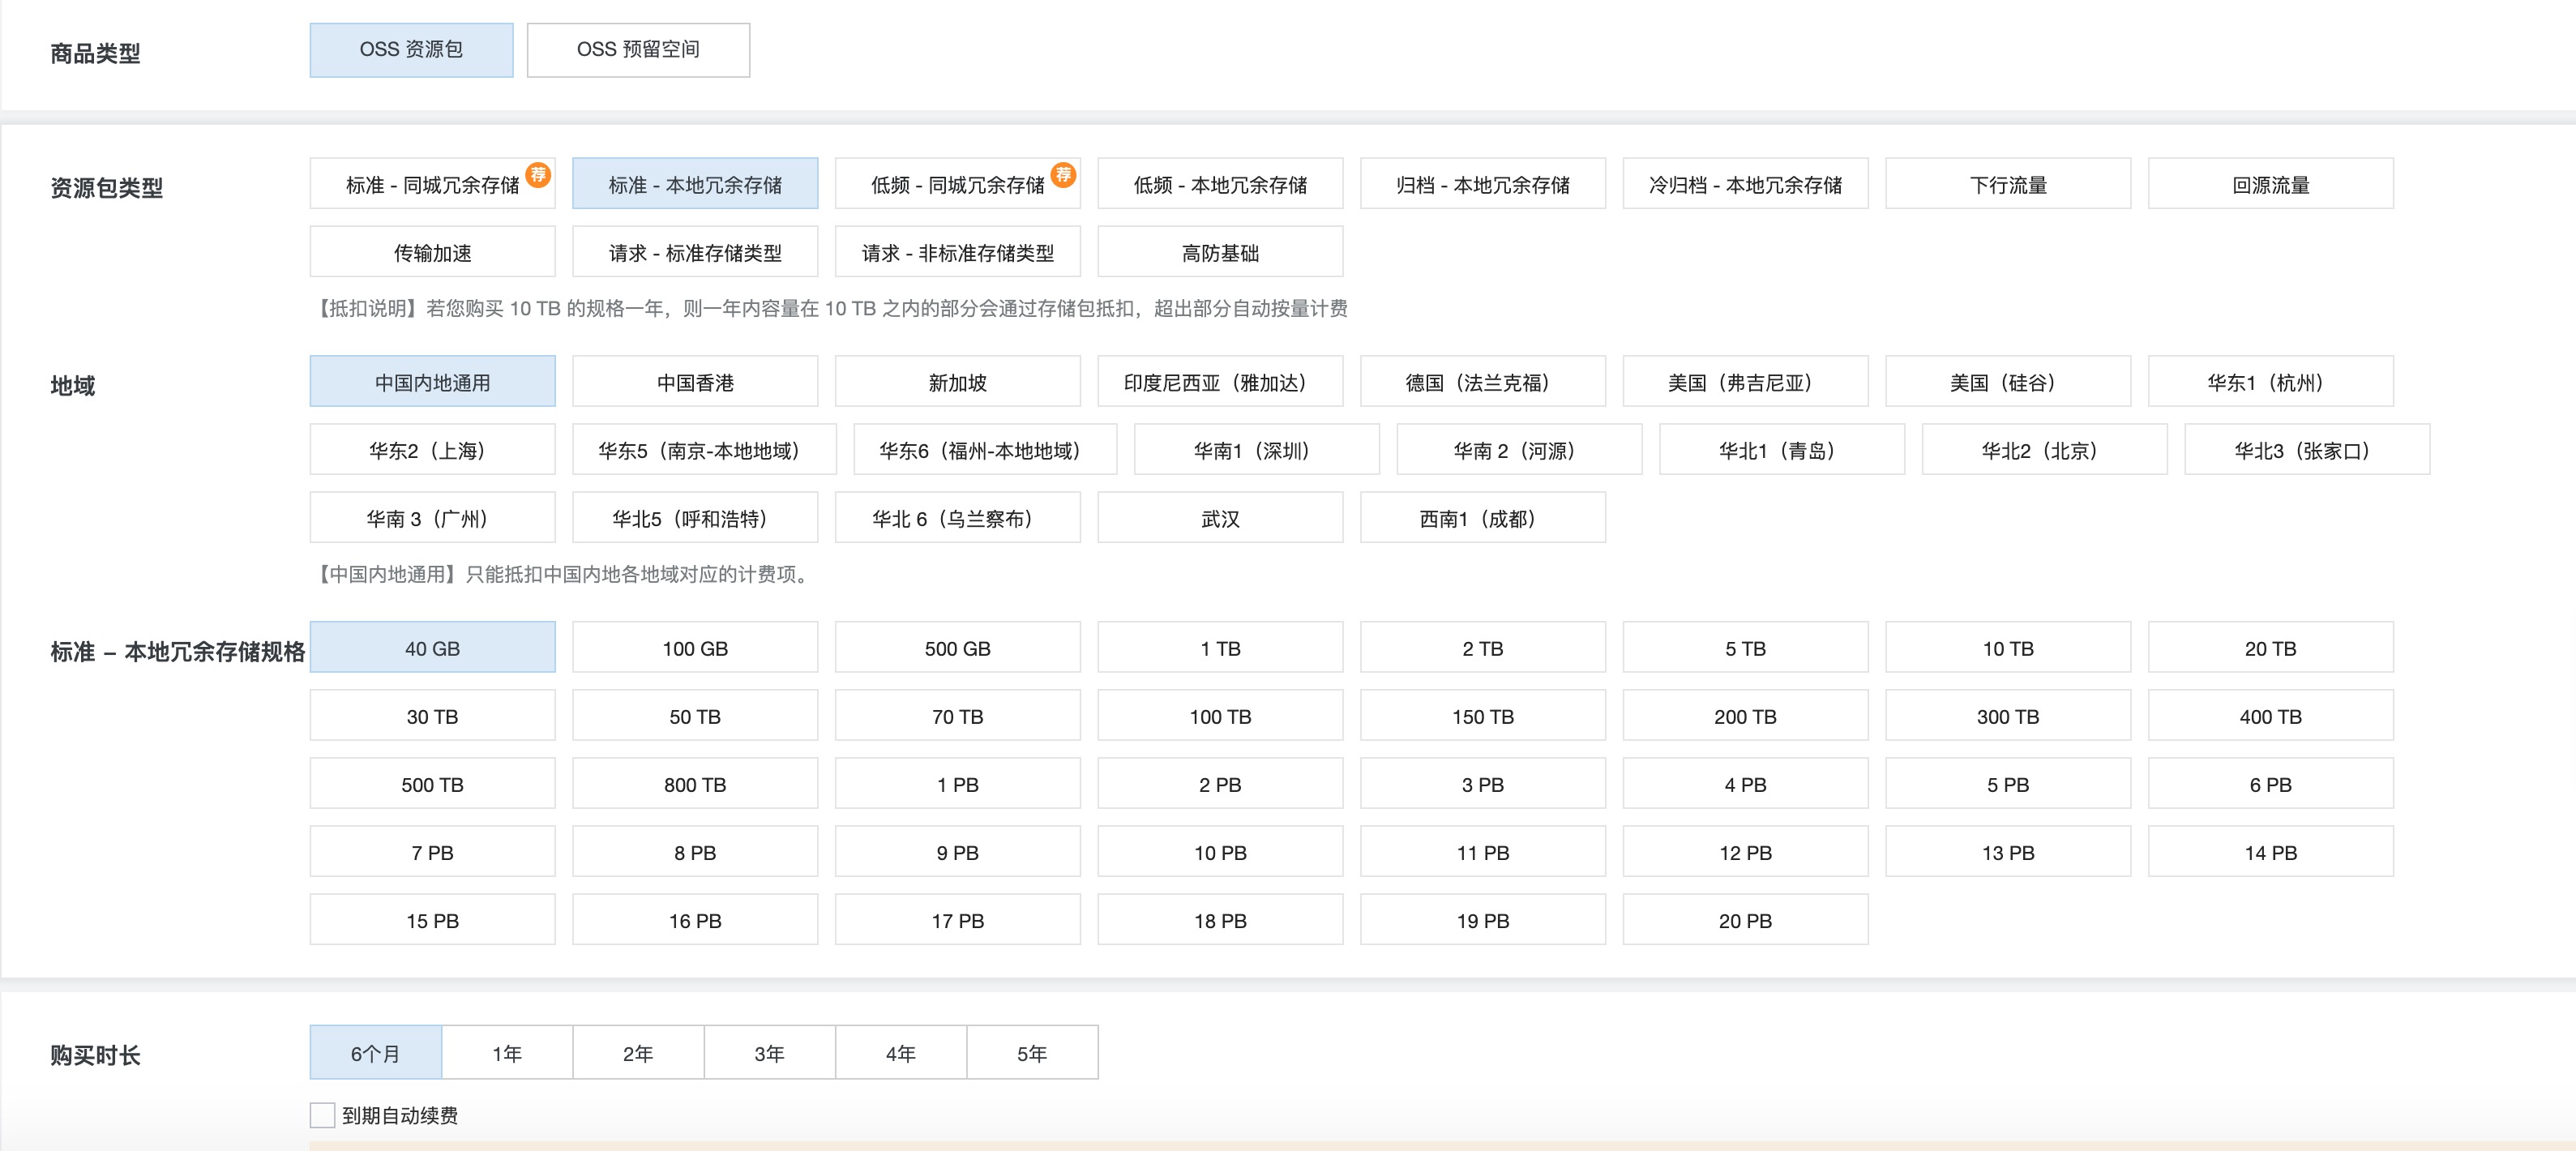 商品类型 OSS 资源包 OSS 预留空间
资源包类型 标准 - 同城冗余存储 荐 标准 - 本地冗余存储 低频 - 同城冗余存储 荐 低频 - 本地冗余存储 归档 - 本地冗余存储 冷归档 - 本地冗余存储 下行流量 回源流量
传输加速 请求 - 标准存储类型 请求 - 非标准存储类型 高防基础
【抵扣说明】若您购买 10 TB 的规格一年，则一年内容量在 10 TB 之内的部分会通过存储包抵扣，超出部分自动按量计费
地域 中国内地通用 中国香港 新加坡 印度尼西亚（雅加达） 德国（法兰克福） 美国（弗吉尼亚） 美国（硅谷） 华东1（杭州）
华东2（上海） 华东5（南京-本地地域） 华东6（福州-本地地域） 华南1（深圳） 华南 2（河源） 华北1（青岛） 华北2（北京） 华北3（张家口）
华南 3（广州） 华北5（呼和浩特） 华北 6（乌兰察布） 武汉 西南1（成都）
【中国内地通用】只能抵扣中国内地各地域对应的计费项。
标准 – 本地冗余存储规格 40 GB 100 GB 500 GB 1 TB 2 TB 5 TB 10 TB 20 TB
30 TB 50 TB 70 TB 100 TB 150 TB 200 TB 300 TB 400 TB
500 TB 800 TB 1 PB 2 PB 3 PB 4 PB 5 PB 6 PB
7 PB 8 PB 9 PB 10 PB 11 PB 12 PB 13 PB 14 PB
15 PB 16 PB 17 PB 18 PB 19 PB 20 PB
购买时长 6个月 1年 2年 3年 4年 5年
到期自动续费